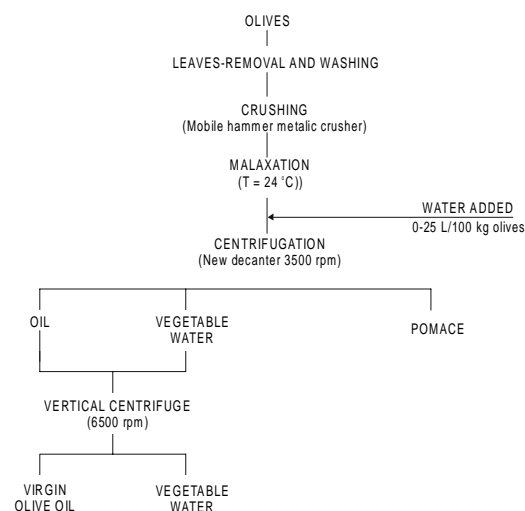 OLIVES
LEAVES-REMOVAL AND WASHING
CRUSHING
(Mobile hammer metalic crusher)
MALAXATION
(T = 24 °C))
WATER ADDED
0-25 L/100 kg olives
CENTRIFUGATION
(New decanter 3500 rpm)
OIL
VEGETABLE
WATER
POMACE
VERTICAL CENTRIFUGE
(6500 rpm)
VIRGIN
OLIVE OIL
VEGETABLE
WATER